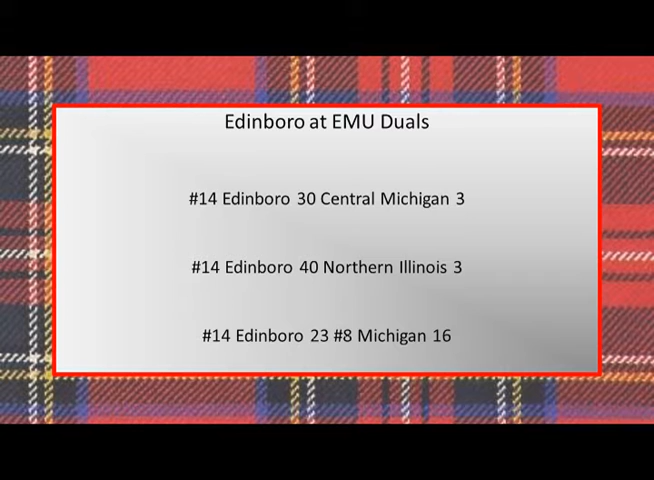 Edinboro at EMU Duals
#14 Edinboro 30 Central Michigan 3
#14 Edinboro 40 Northern Illinois 3
#14 Edinboro 23 #8 Michigan 16